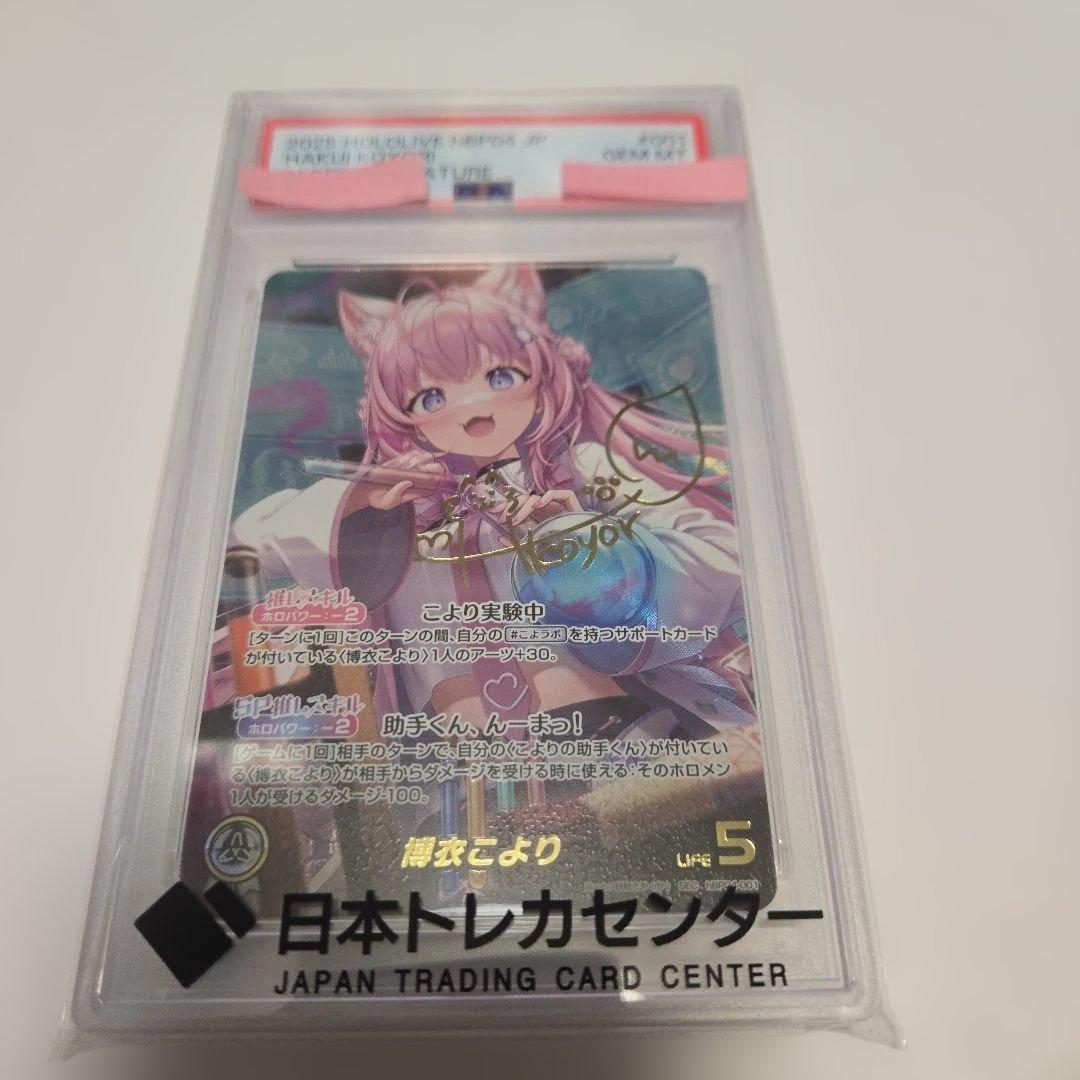 2025 HOLOLIVE HBP04 JP
#001
HAKUI KOYORI
GEM MT
KOYORI
推しスキル
ホロパワー：－2
こより実験中
[ターンに1回]このターンの間、自分の#こよラボを持つサポートカード
が付いている〈博衣こより〉1人のアーツ+30。
SP推しスキル
ホロパワー：－2
助手くん、んーまっ!
[ゲームに1回]相手のターンで、自分の〈こよりの助手くん〉が付いてい
る〈博衣こより〉が相手からダメージを受ける時に使える：そのホロメン
1人が受けるダメージ-100。
博衣こより
LIFE 5
SEC hBP04-001
日本トレカセンター
JAPAN TRADING CARD CENTER